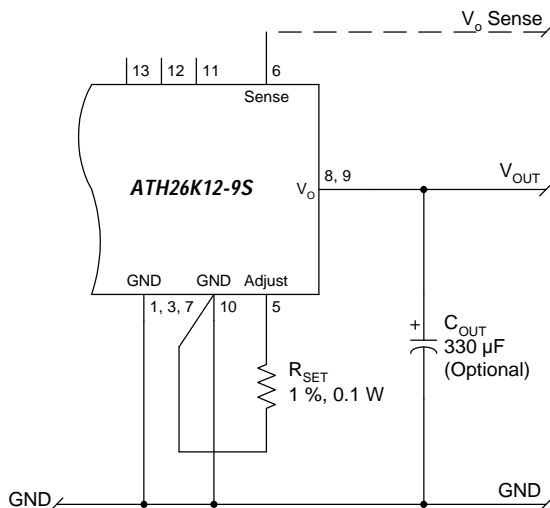 Vo Sense
13 12 11 6
Sense
ATH26K12-9S
Vo
8, 9
VOUT
GND GND Adjust
1, 3, 7 10 5
+
COUT
330 µF
(Optional)
RSET
1 %, 0.1 W
GND
GND